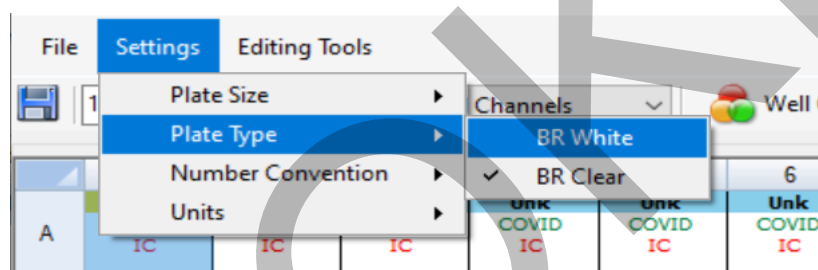 File Settings Editing Tools
1 Channels Well
Plate Size
Plate Type BR White
Number Convention BR Clear 6
Units Unk Unk Unk
A COVID COVID COVID
IC IC IC IC IC IC